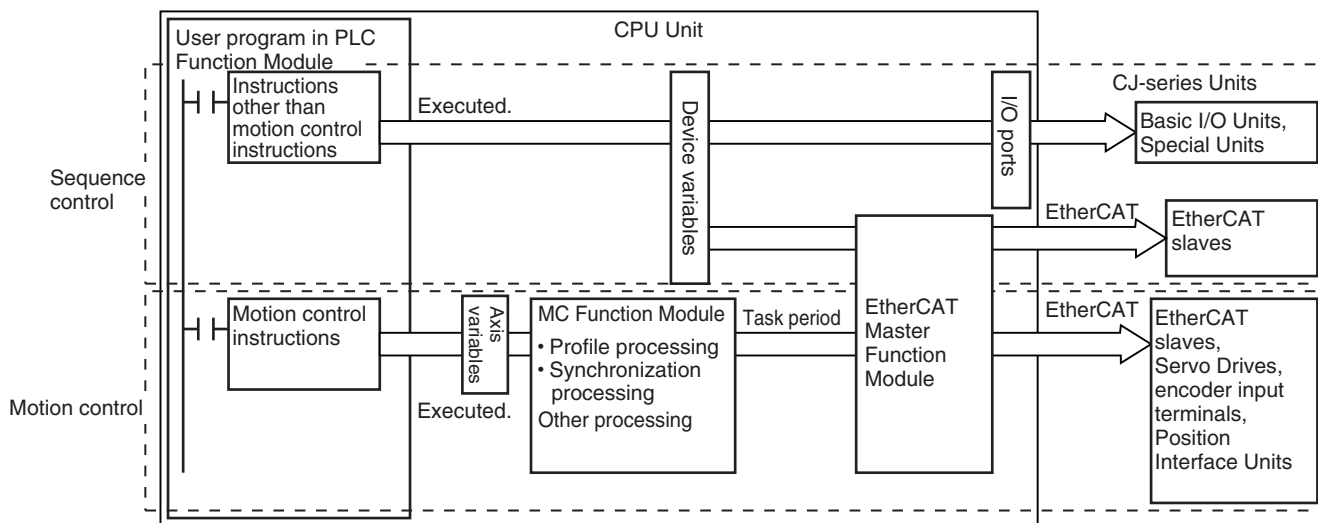 CPU Unit
User program in PLC
Function Module
Sequence
control
Instructions
other than
motion control
instructions
Executed.
Device variables
I/O ports
CJ-series Units
Basic I/O Units,
Special Units
EtherCAT
EtherCAT
slaves
Motion control
Motion control
instructions
Axis
variables
Executed.
MC Function Module
• Profile processing
• Synchronization
processing
Other processing
Task period
EtherCAT
Master
Function
Module
EtherCAT
EtherCAT
slaves,
Servo Drives,
encoder input
terminals,
Position
Interface Units